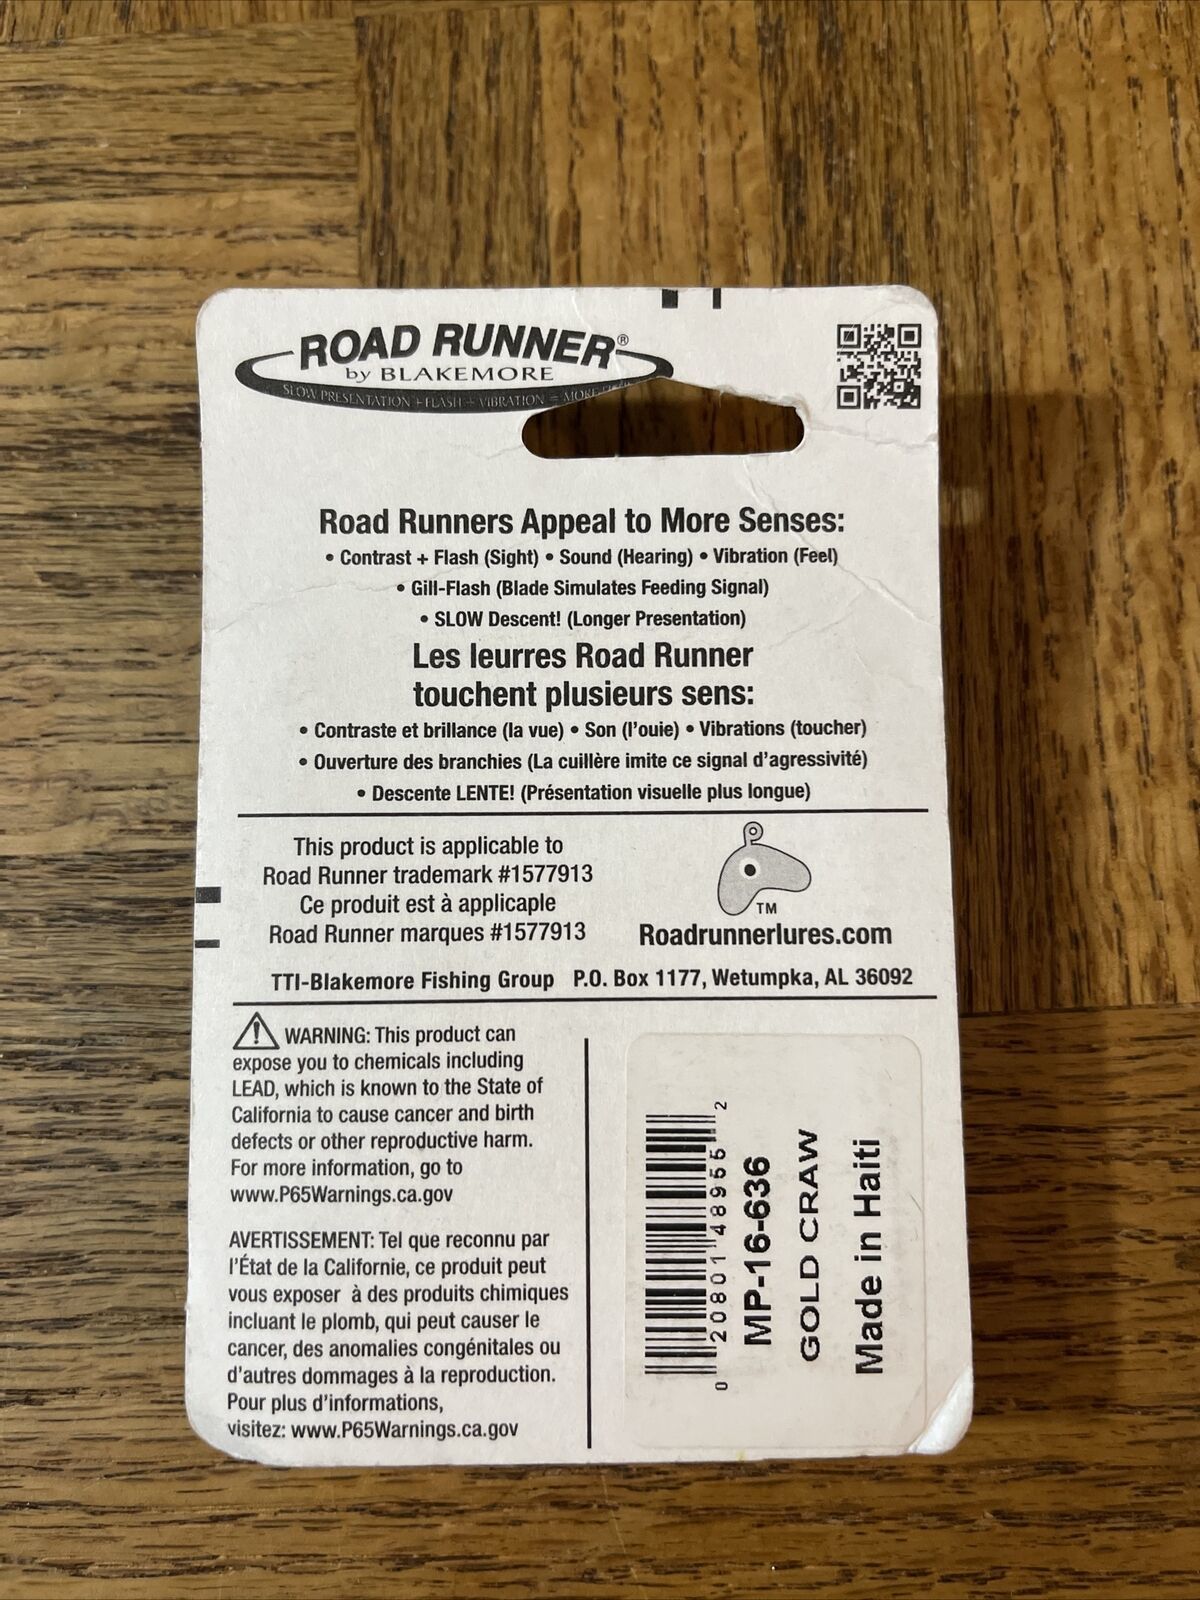 ROAD RUNNER®
by BLAKEMORE
SLOW PRESENTATION + FLASH + VIBRATION = MORE
Road Runners Appeal to More Senses:
• Contrast + Flash (Sight) • Sound (Hearing) • Vibration (Feel)
• Gill-Flash (Blade Simulates Feeding Signal)
• SLOW Descent! (Longer Presentation)
Les leurres Road Runner
touchent plusieurs sens:
• Contraste et brillance (la vue) • Son (l'ouie) • Vibrations (toucher)
• Ouverture des branchies (La cuillère imite ce signal d'agressivité)
• Descente LENTE! (Présentation visuelle plus longue)
This product is applicable to
Road Runner trademark #1577913
Ce produit est à applicaple
Road Runner marques #1577913
TM
Roadrunnerlures.com
TTI-Blakemore Fishing Group P.O. Box 1177, Wetumpka, AL 36092
WARNING: This product can
expose you to chemicals including
LEAD, which is known to the State of
California to cause cancer and birth
defects or other reproductive harm.
For more information, go to
www.P65Warnings.ca.gov
AVERTISSEMENT: Tel que reconnu par
l'État de la Californie, ce produit peut
vous exposer à des produits chimiques
incluant le plomb, qui peut causer le
cancer, des anomalies congénitales ou
d'autres dommages à la reproduction.
Pour plus d'informations,
visitez: www.P65Warnings.ca.gov
0 20801 48955 2
MP-16-636
GOLD CRAW
Made in Haiti